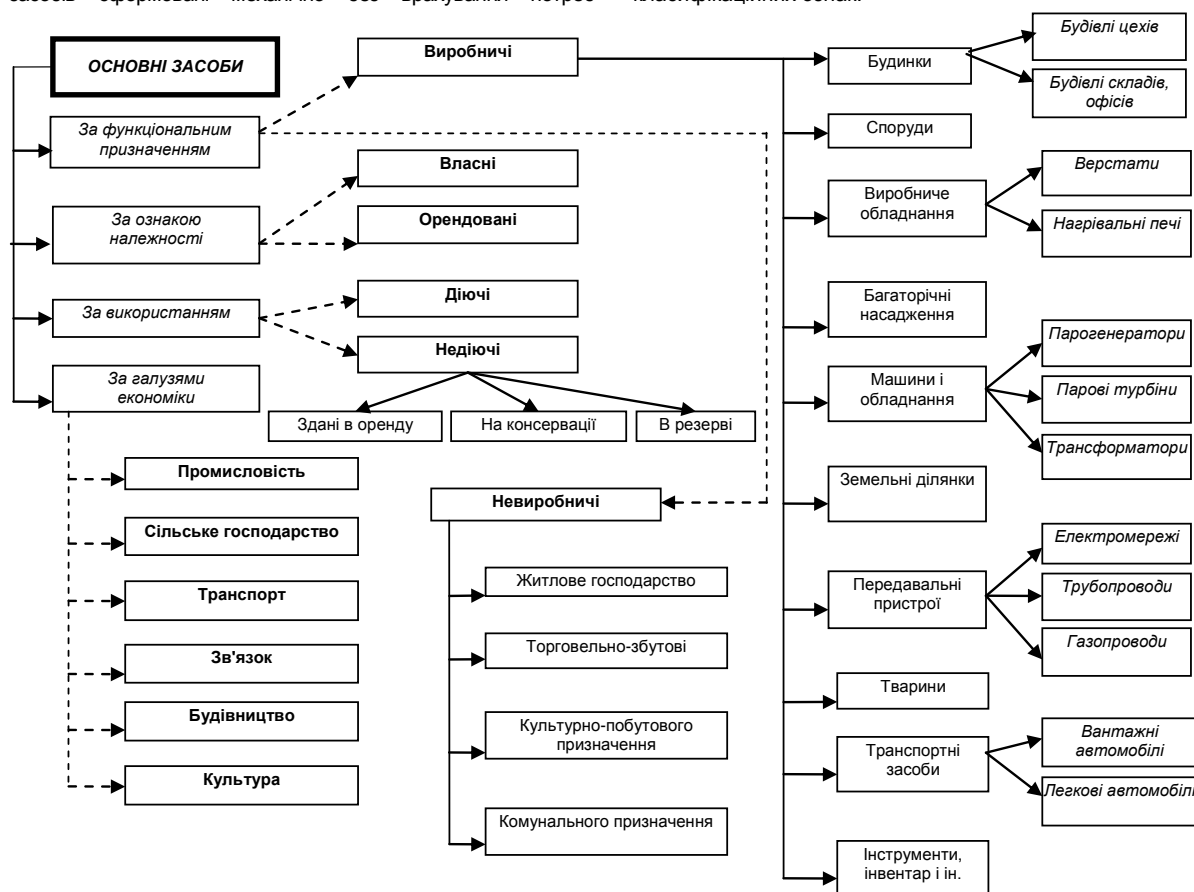 засобів сформовані механічно без врахування потреб класифікаційних ознак.
ОСНОВНІ ЗАСОБИ
За функціональним
призначенням
За ознакою
належності
За використанням
За галузями
економіки
Промисловість
Сільське господарство
Транспорт
Зв'язок
Будівництво
Культура
Виробничі
Власні
Орендовані
Діючі
Недіючі
Здані в оренду
На консервації
В резерві
Невиробничі
Житлове господарство
Торговельно-збутові
Культурно-побутового
призначення
Комунального призначення
Будинки
Будівлі цехів
Будівлі складів,
офісів
Споруди
Виробниче
обладнання
Верстати
Нагрівальні печі
Багаторічні
насадження
Машини і
обладнання
Парогенератори
Парові турбіни
Трансформатори
Земельні ділянки
Передавальні
пристрої
Електромережі
Трубопроводи
Газопроводи
Тварини
Транспортні
засоби
Вантажні
автомобілі
Легкові автомобілі
Інструменти,
інвентар і ін.